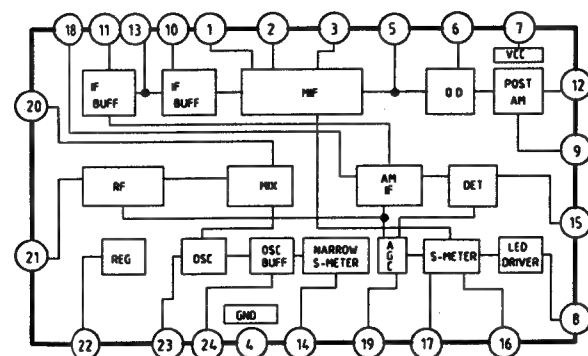 18 11 13 10 1 2 3 5 6 7
VCC
IF BUFF
IF BUFF
MIF
POST AM
12
20
9
RF
MIX
AM IF
DET
15
21
REG
OSC
OSC BUFF
NARROW S-METER
AGC
S-METER
LED DRIVER
GND
8
22 23 24 4 14 19 17 16